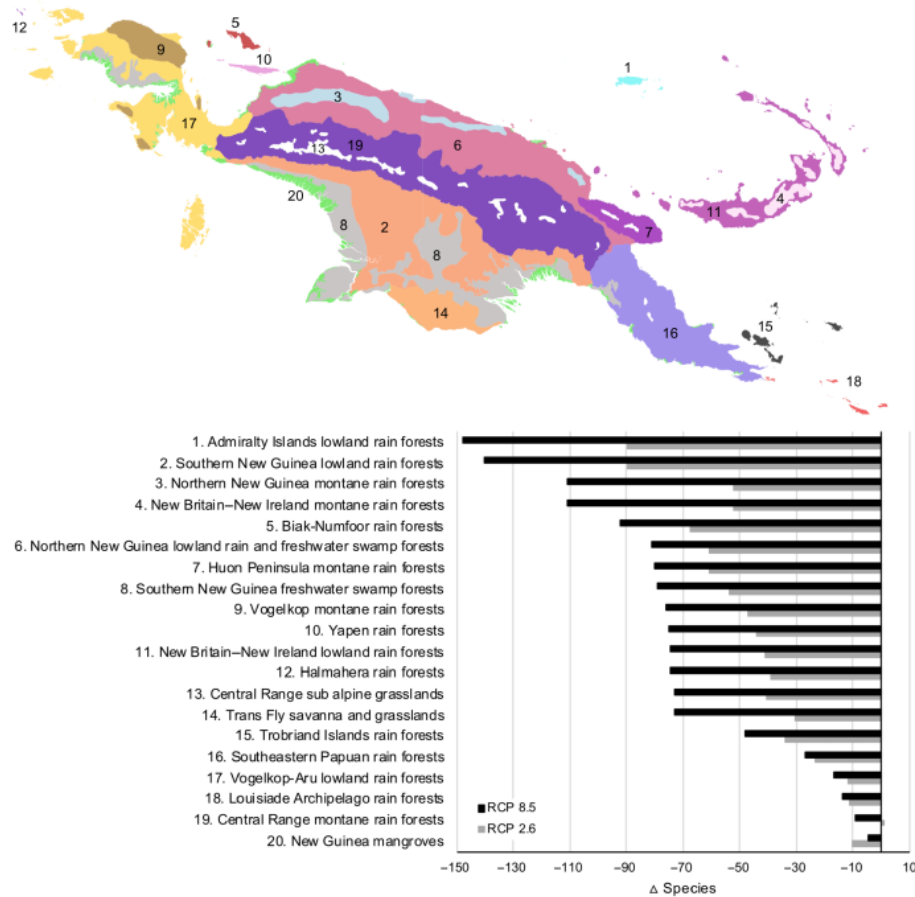 12
5
9
10
1
3
17
13
19
6
20
4
11
8
2
7
8
14
15
16
18
1. Admiralty Islands lowland rain forests
2. Southern New Guinea lowland rain forests
3. Northern New Guinea montane rain forests
4. New Britain–New Ireland montane rain forests
5. Biak-Numfoor rain forests
6. Northern New Guinea lowland rain and freshwater swamp forests
7. Huon Peninsula montane rain forests
8. Southern New Guinea freshwater swamp forests
9. Vogelkop montane rain forests
10. Yapen rain forests
11. New Britain–New Ireland lowland rain forests
12. Halmahera rain forests
13. Central Range sub alpine grasslands
14. Trans Fly savanna and grasslands
15. Trobriand Islands rain forests
16. Southeastern Papuan rain forests
17. Vogelkop-Aru lowland rain forests
18. Louisiade Archipelago rain forests
19. Central Range montane rain forests
20. New Guinea mangroves
RCP 8.5
RCP 2.6
−150 −130 −110 −90 −70 −50 −30 −10 10
Δ Species